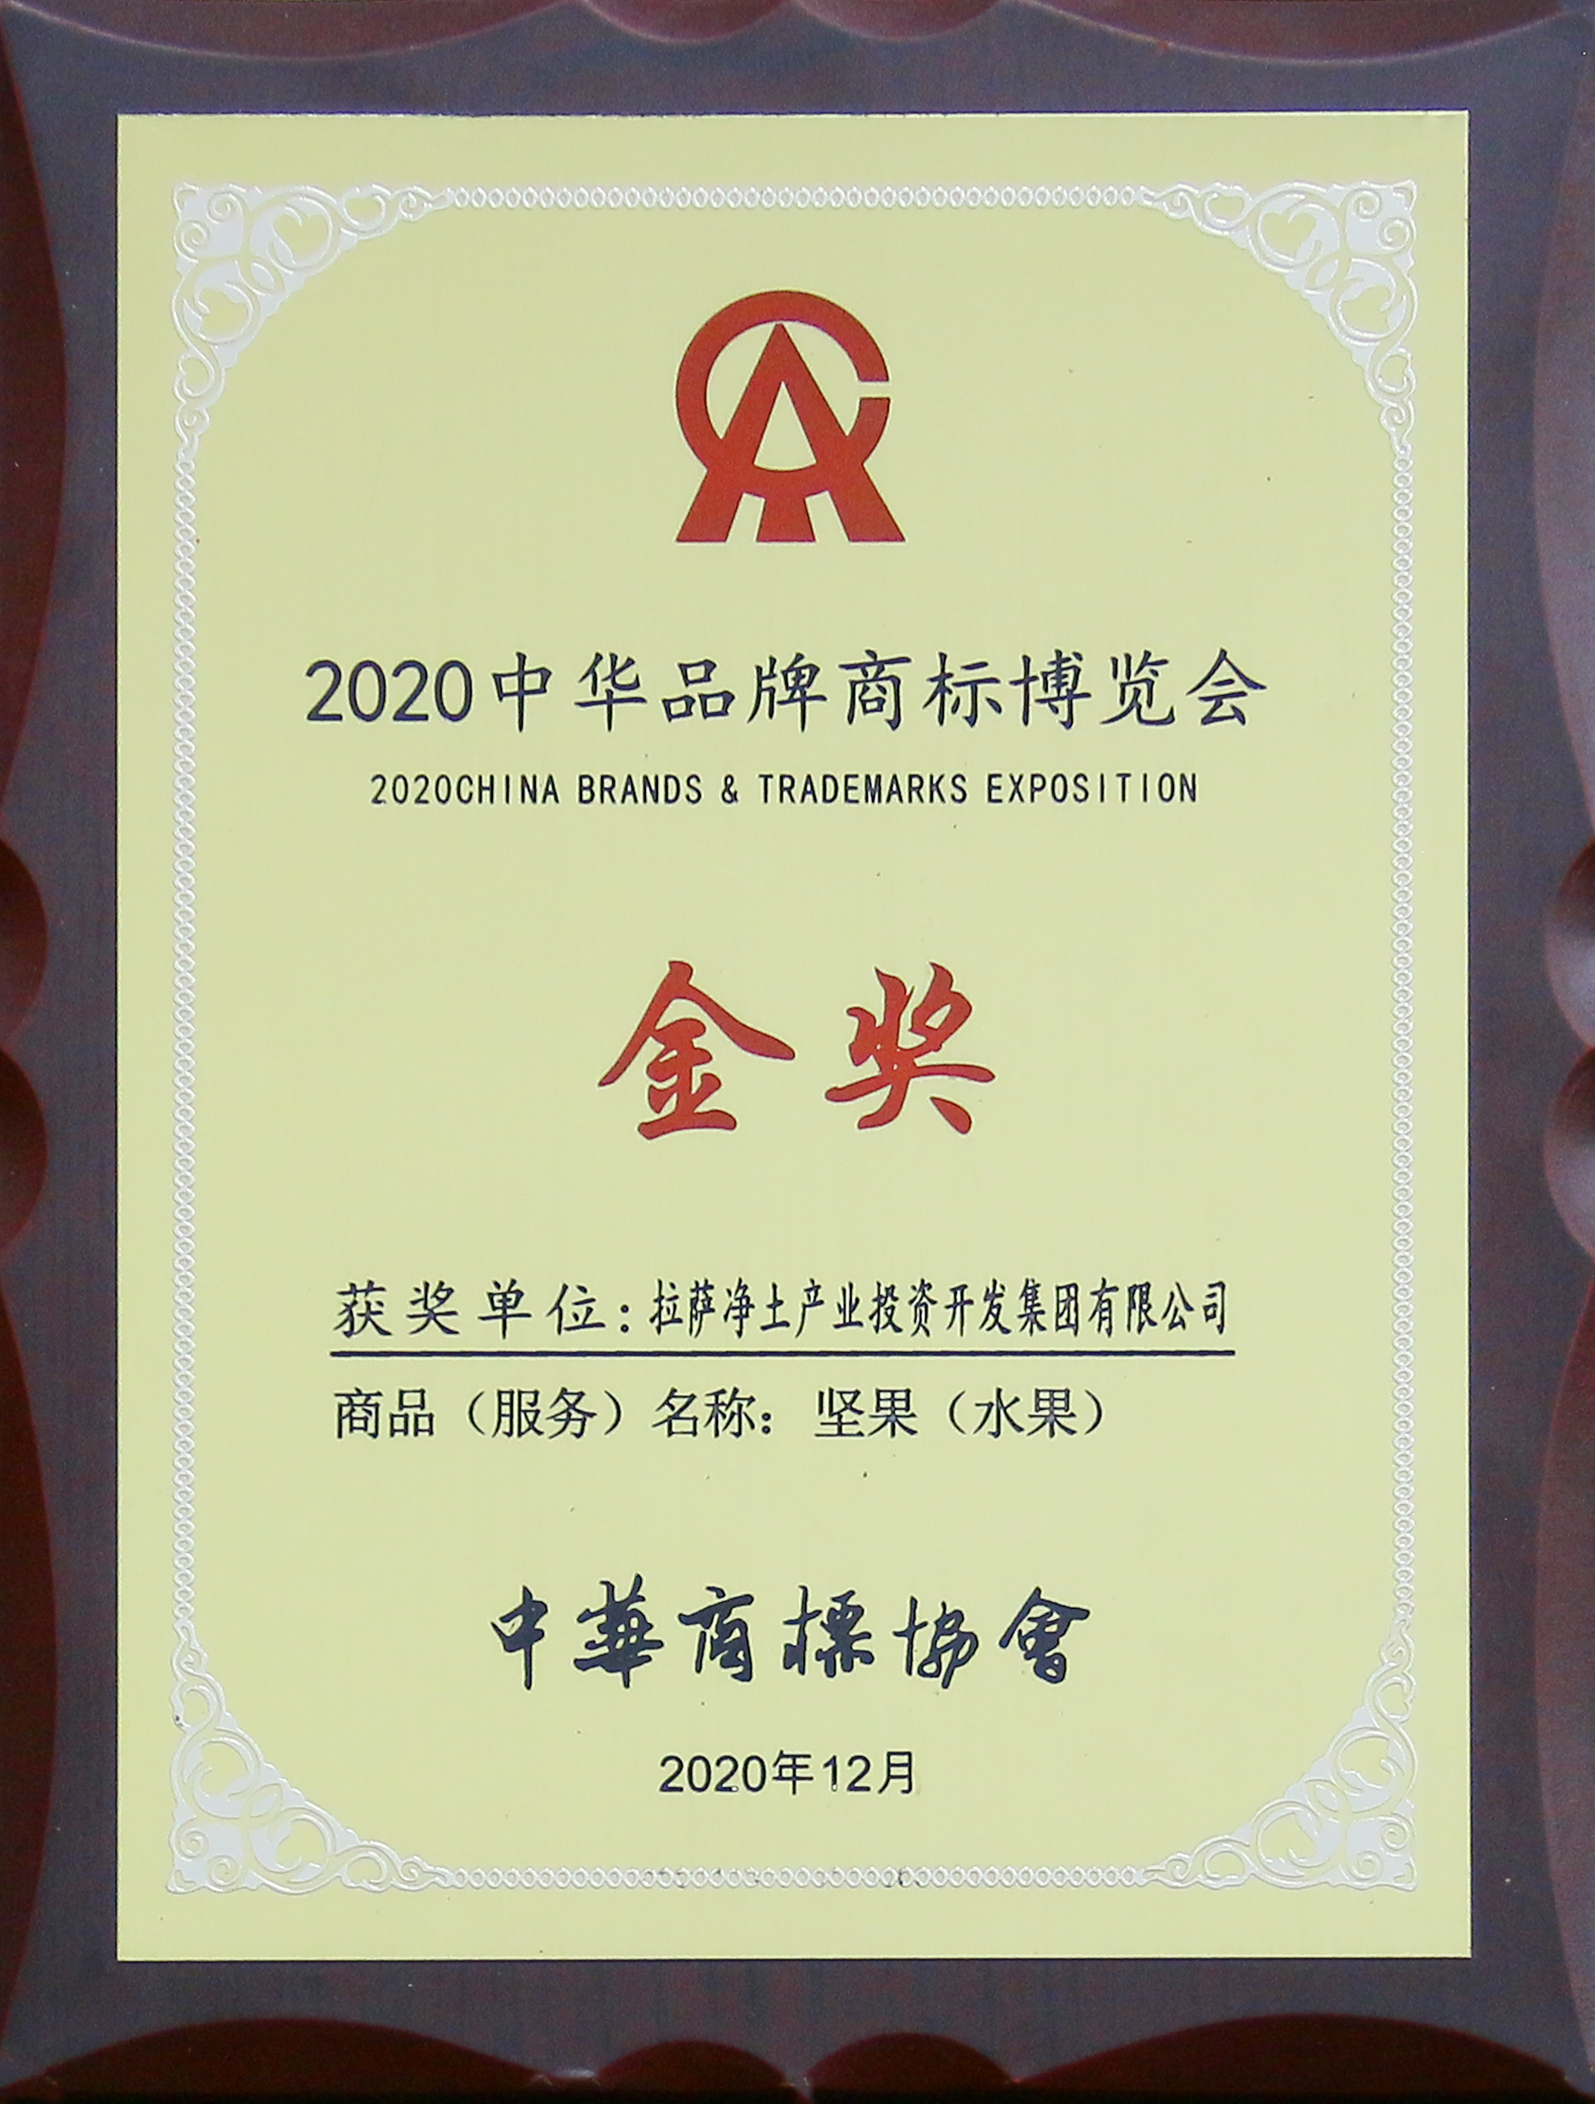 2020中华品牌商标博览会
2020CHINA BRANDS & TRADEMARKS EXPOSITION
金奖
获奖单位:拉萨净土产业投资开发集团有限公司
商品（服务）名称：坚果（水果）
中華商標協會
2020年12月